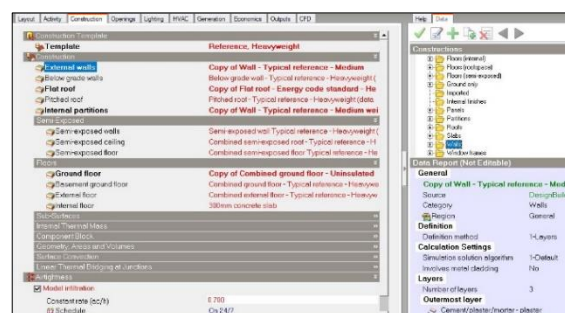 Layout Activity Construction Openings Lighting HVAC Generation Economics Outputs CFD
Construction Template
Template Reference, Heavyweight
Construction
External walls Copy of Wall - Typical reference - Medium
Below grade walls Below grade wall - Typical reference - Heavyweight (
Flat roof Copy of Flat roof - Energy code standard - He
Pitched roof Pitched roof - Typical reference - Heavyweight (data
Internal partitions Copy of Wall - Typical reference - Medium wei
Semi-Exposed
Semi-exposed walls Semi-exposed wall Typical reference - Heavyweight (
Semi-exposed ceiling Combined semi-exposed roof - Typical reference - H
Semi-exposed floor Combined semi-exposed floor Typical reference - He
Floors
Ground floor Copy of Combined ground floor - Uninsulated
Basement ground floor Combined ground floor - Typical reference - Heavywe
External floor Combined external floor - Typical reference - Heavywe
Internal floor concrete slab
Sub-Surfaces
Internal Thermal Mass
Component Block
Geometry, Areas and Volumes
Surface Convection
Linear Thermal Bridging at Junctions
Airtightness
Model infiltration
Constant rate (ac/h) 0.700
Schedule On 24/7
Help Data
Constructions
Floors (internal)
Floors (semi-exposed)
Ground only
Imported
Internal finishes
Panels
Partitions
Roofs
Slabs
Walls
Window frames
Data Report (Not Editable)
General
Copy of Wall - Typical reference - Med
Source DesignBuil
Category Walls
Region General
Definition
Definition method 1-Layers
Calculation Settings
Simulation solution algorithm 1-Default
Involves metal cladding No
Layers
Number of layers 3
Outermost layer
Cement/plaster/mortar - plaster